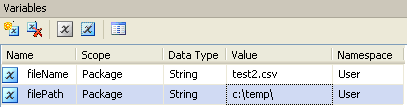 Variables
Name Scope Data Type Value Namespace
fileName Package String test2.csv User
filePath Package String c:\temp\ User